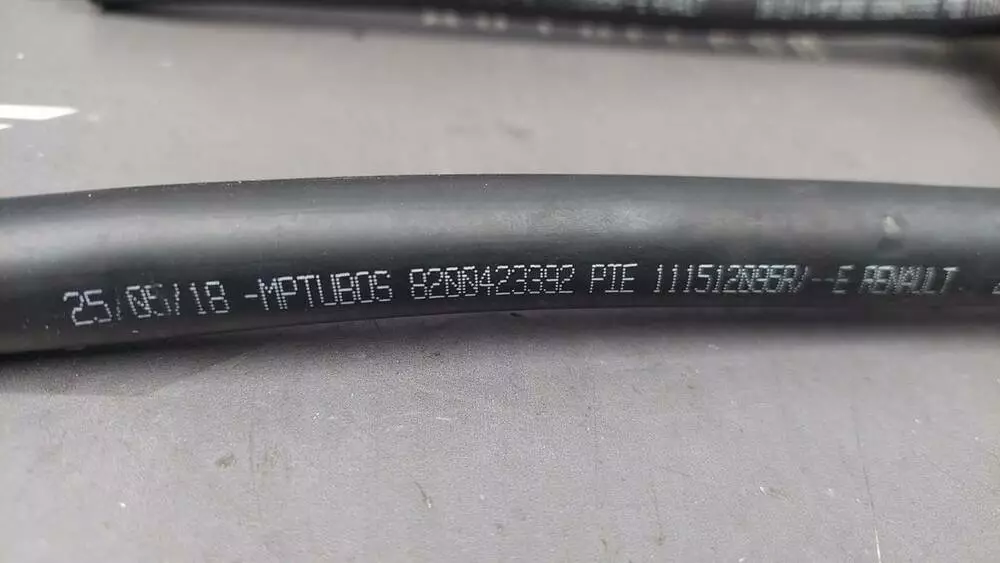 25/05/18 -MPTUBOS 8200423392 PIE 111512095R/--E RENAULT